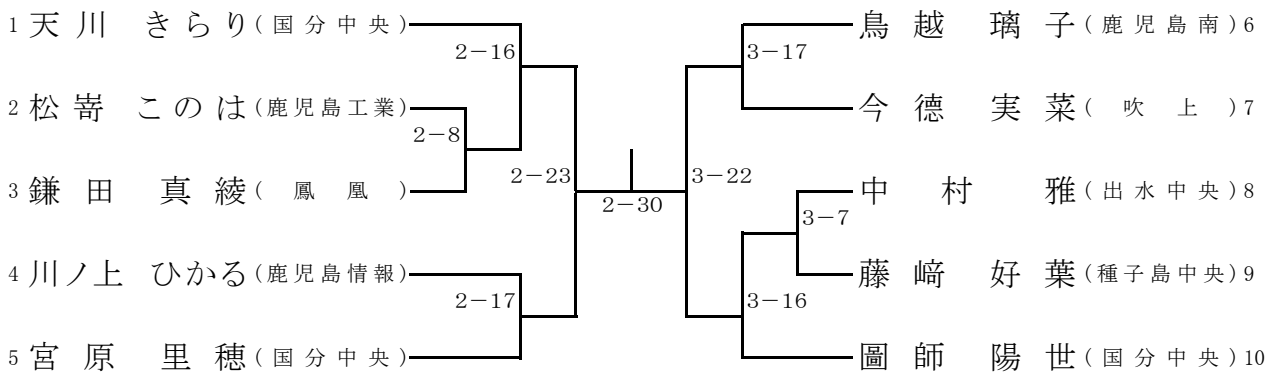 1 天川 きらり(国分中央)
2-16
2 松嵜 このは(鹿児島工業)
2-8
3 鎌田 真綾(鳳凰)
2-23
4 川ノ上 ひかる(鹿児島情報)
2-17
5 宮原 里穂(国分中央)
2-30
鳥越 璃子(鹿児島南)6
3-17
今德 実菜(吹上)7
3-22
中村 雅(出水中央)8
3-7
藤﨑 好葉(種子島中央)9
3-16
圖師 陽世(国分中央)10